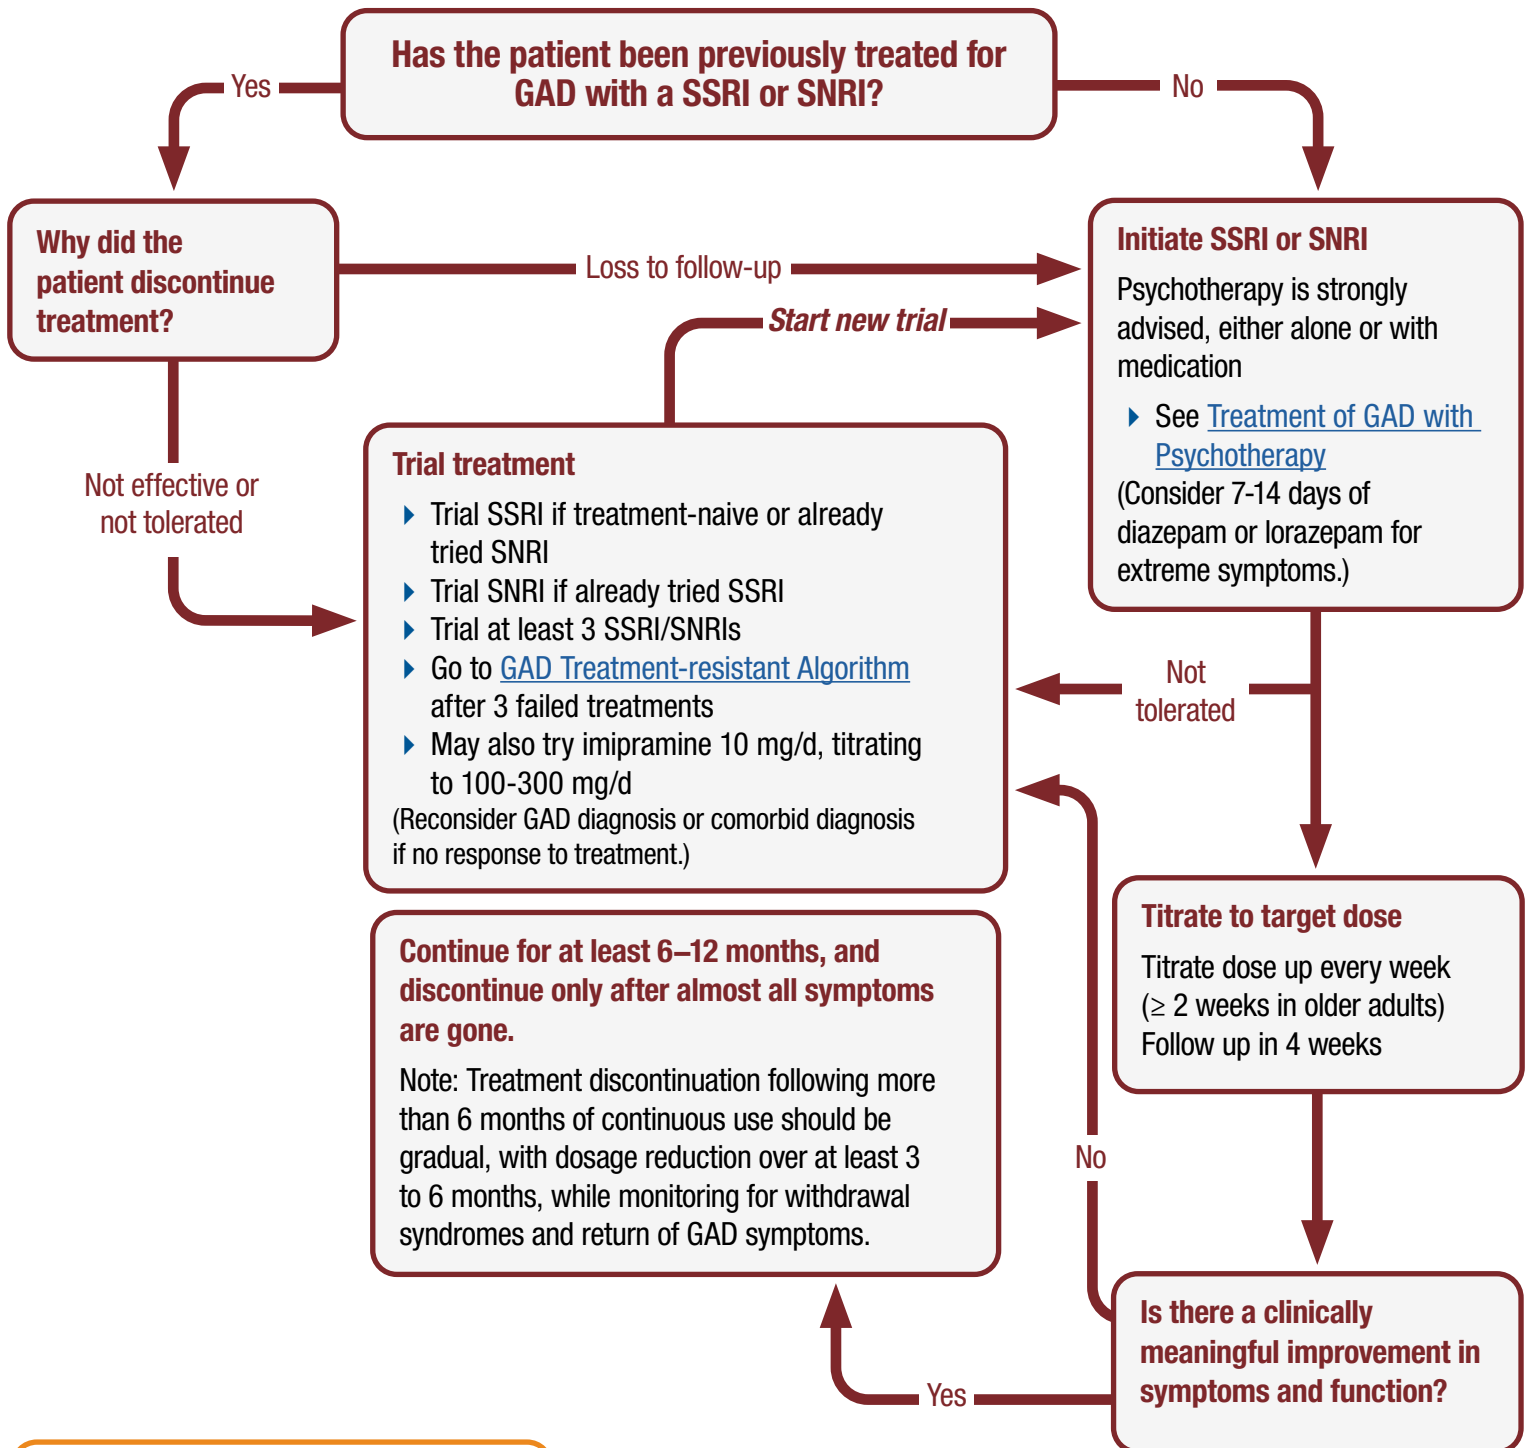 Has the patient been previously treated for
GAD with a SSRI or SNRI?
Yes
No
Why did the
patient discontinue
treatment?
Loss to follow-up
Start new trial
Initiate SSRI or SNRI
Psychotherapy is strongly
advised, either alone or with
medication
See Treatment of GAD with
Psychotherapy
(Consider 7-14 days of
diazepam or lorazepam for
extreme symptoms.)
Not effective or
not tolerated
Trial treatment
Trial SSRI if treatment-naive or already
tried SNRI
Trial SNRI if already tried SSRI
Trial at least 3 SSRI/SNRIs
Go to GAD Treatment-resistant Algorithm
after 3 failed treatments
May also try imipramine 10 mg/d, titrating
to 100-300 mg/d
(Reconsider GAD diagnosis or comorbid diagnosis
if no response to treatment.)
Not
tolerated
Titrate to target dose
Titrate dose up every week
(≥ 2 weeks in older adults)
Follow up in 4 weeks
Continue for at least 6–12 months, and
discontinue only after almost all symptoms
are gone.
Note: Treatment discontinuation following more
than 6 months of continuous use should be
gradual, with dosage reduction over at least 3
to 6 months, while monitoring for withdrawal
syndromes and return of GAD symptoms.
No
Is there a clinically
meaningful improvement in
symptoms and function?
Yes